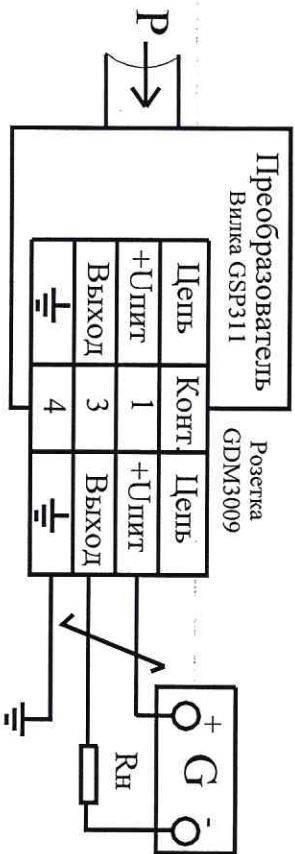 P
Преобразователь
Вилка GSP311
Розетка
GDM3009
Цепь Конт. Цепь
+Uпит 1 +Uпит
Выход 3 Выход
4
+ G -
Rн